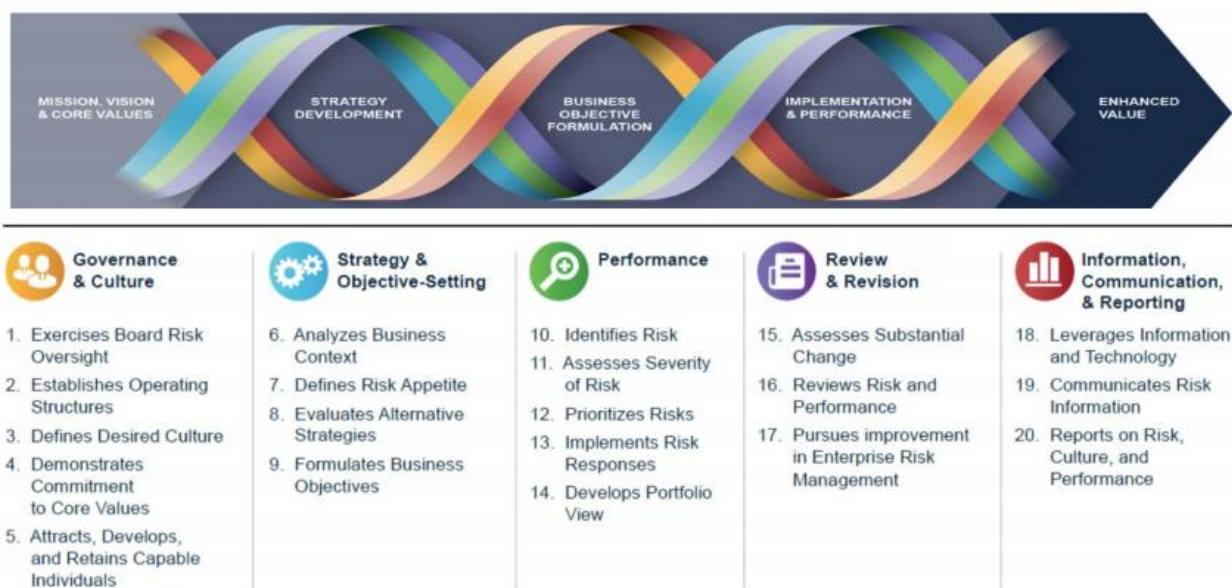 MISSION, VISION
& CORE VALUES
STRATEGY
DEVELOPMENT
BUSINESS
OBJECTIVE
FORMULATION
IMPLEMENTATION
& PERFORMANCE
ENHANCED
VALUE
Governance
& Culture
1. Exercises Board Risk
Oversight
2. Establishes Operating
Structures
3. Defines Desired Culture
4. Demonstrates
Commitment
to Core Values
5. Attracts, Develops,
and Retains Capable
Individuals
Strategy &
Objective-Setting
6. Analyzes Business
Context
7. Defines Risk Appetite
8. Evaluates Alternative
Strategies
9. Formulates Business
Objectives
Performance
10. Identifies Risk
11. Assesses Severity
of Risk
12. Prioritizes Risks
13. Implements Risk
Responses
14. Develops Portfolio
View
Review
& Revision
15. Assesses Substantial
Change
16. Reviews Risk and
Performance
17. Pursues improvement
in Enterprise Risk
Management
Information,
Communication,
& Reporting
18. Leverages Information
and Technology
19. Communicates Risk
Information
20. Reports on Risk,
Culture, and
Performance